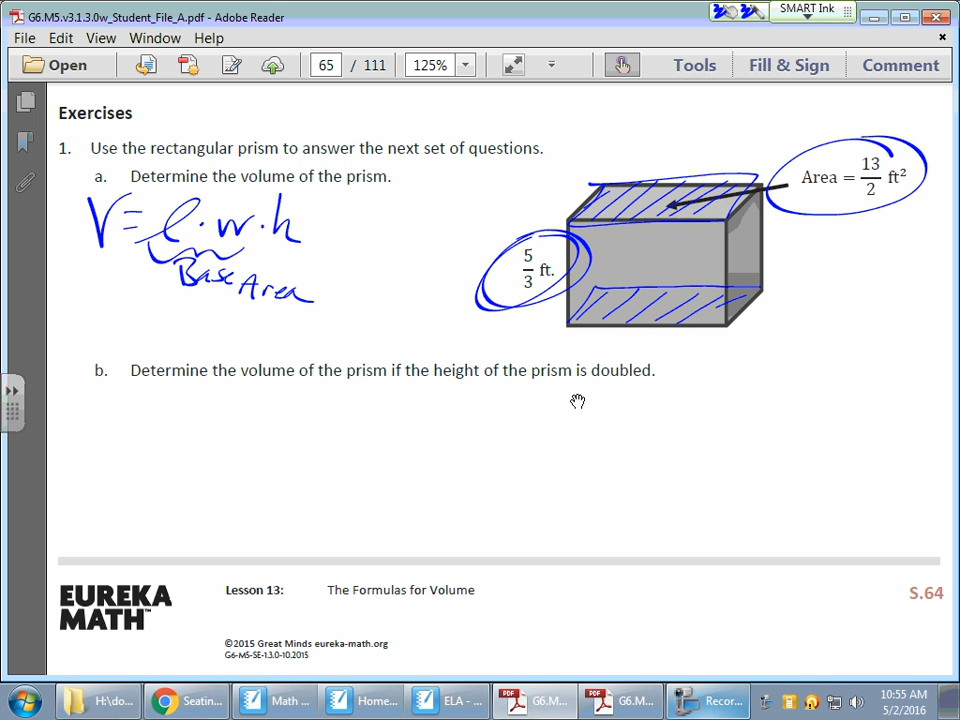 G6.M5.v3.1.3.0w_Student_File_A.pdf - Adobe Reader
SMART Ink
File Edit View Window Help
Open 65 / 111 125% Tools Fill & Sign Comment
Exercises
1. Use the rectangular prism to answer the next set of questions.
a. Determine the volume of the prism.
Area = 13/2 ft²
V = l · w · h
Base Area
5/3 ft.
b. Determine the volume of the prism if the height of the prism is doubled.
EUREKA MATH™
Lesson 13: The Formulas for Volume
S.64
©2015 Great Minds eureka-math.org
G6-M5-SE-1.3.0-10.2015
H:\do... Seatin... Math ... Home... ELA - ... PDF G6.M... PDF G6.M... Recor...
10:55 AM
5/2/2016